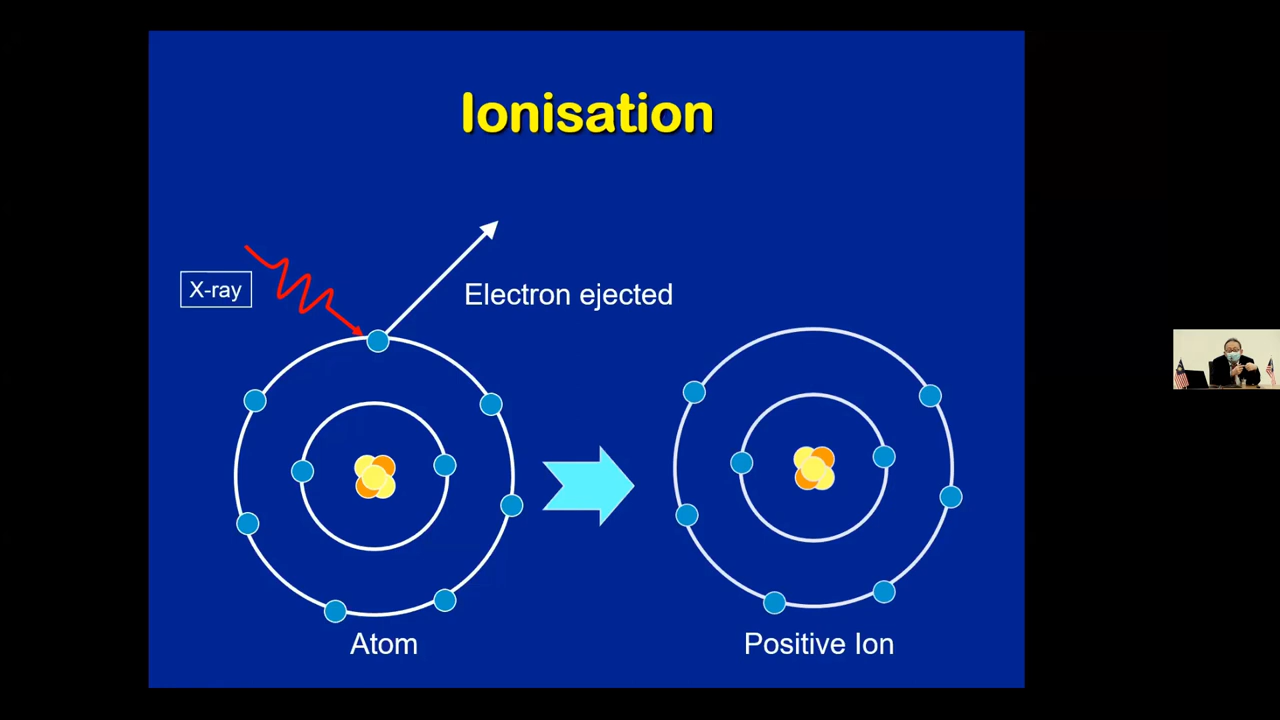 Ionisation
X-ray
Electron ejected
Atom
Positive Ion